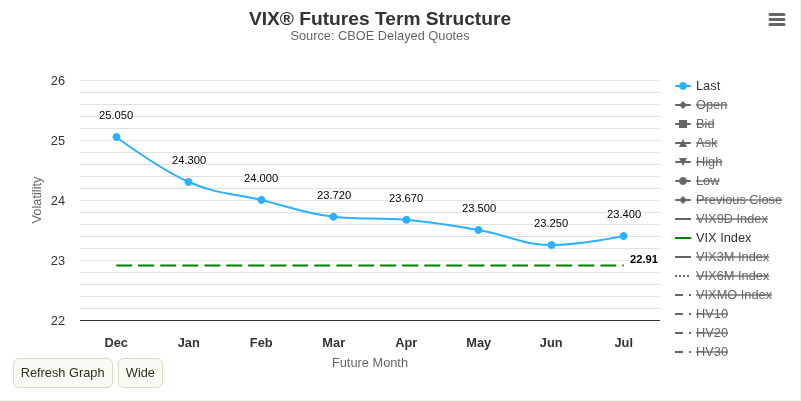 VIX® Futures Term Structure
Source: CBOE Delayed Quotes
26
25
24
23
22
Volatility
25.050
24.300
24.000
23.720
23.670
23.500
23.250
23.400
22.91
Dec Jan Feb Mar Apr May Jun Jul
Future Month
Last
Open
Bid
Ask
High
Low
Previous Close
VIX9D Index
VIX Index
VIX3M Index
VIX6M Index
VIXMO Index
HV10
HV20
HV30
Refresh Graph
Wide